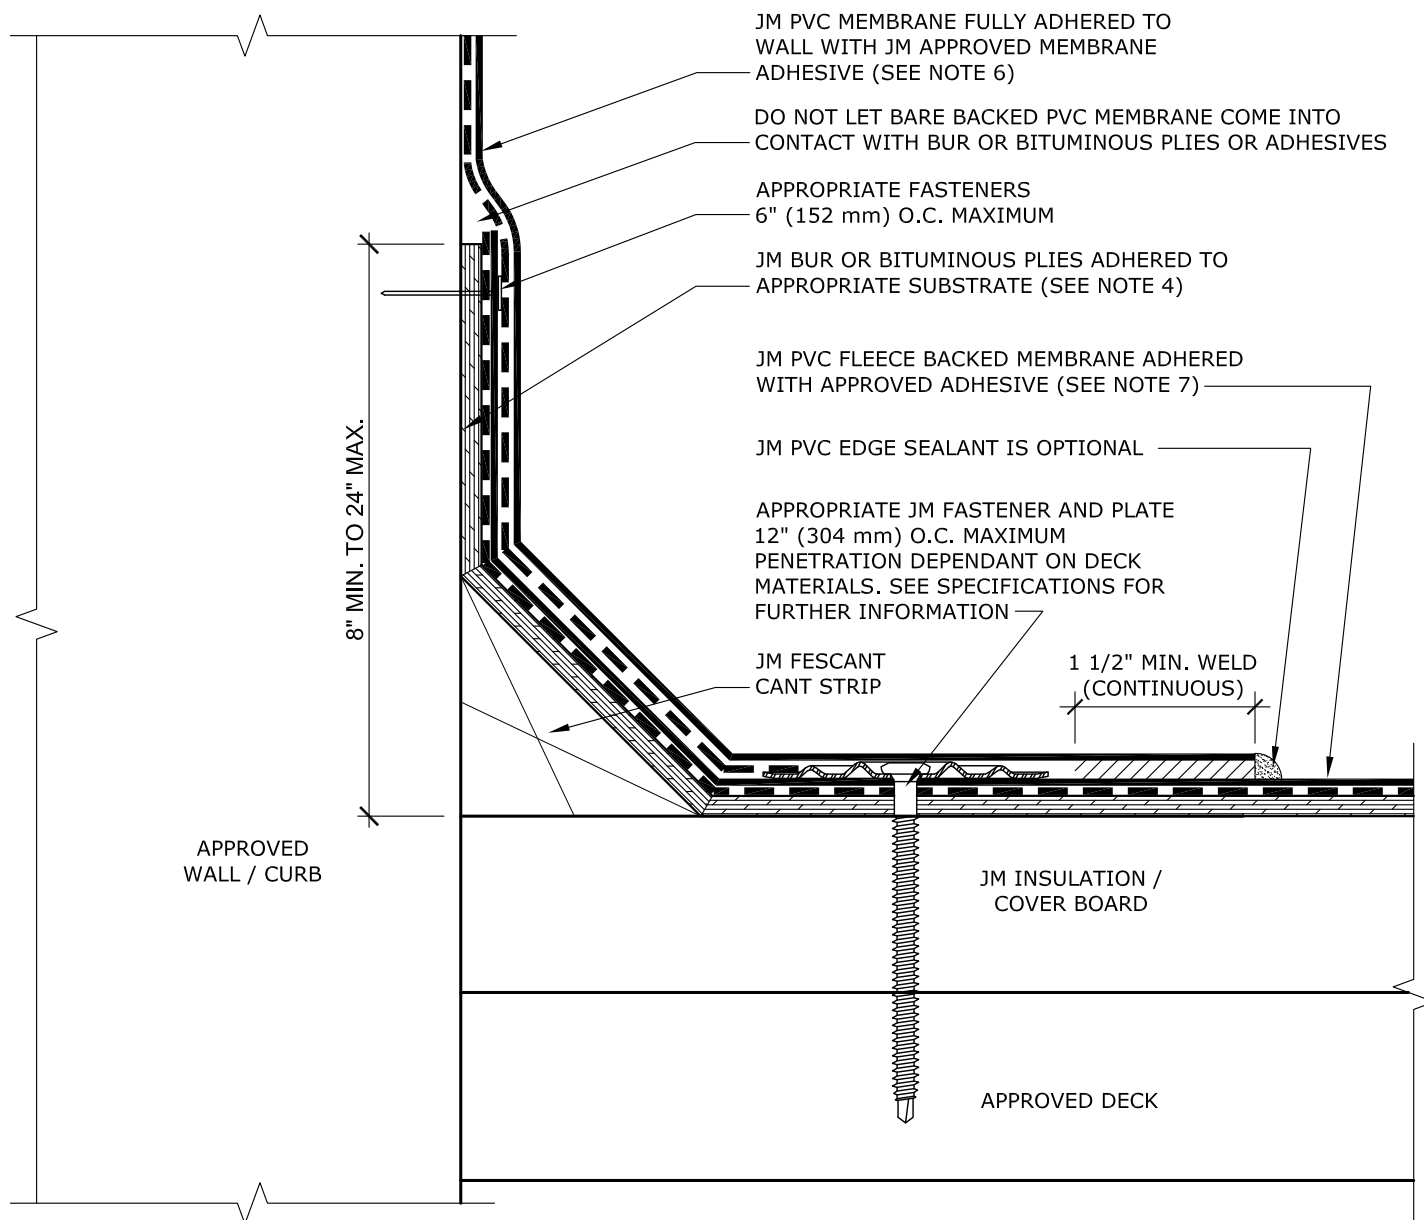 JM PVC MEMBRANE FULLY ADHERED TO
WALL WITH JM APPROVED MEMBRANE
ADHESIVE (SEE NOTE 6)
DO NOT LET BARE BACKED PVC MEMBRANE COME INTO
CONTACT WITH BUR OR BITUMINOUS PLIES OR ADHESIVES
APPROPRIATE FASTENERS
6" (152 mm) O.C. MAXIMUM
JM BUR OR BITUMINOUS PLIES ADHERED TO
APPROPRIATE SUBSTRATE (SEE NOTE 4)
JM PVC FLEECE BACKED MEMBRANE ADHERED
WITH APPROVED ADHESIVE (SEE NOTE 7)
JM PVC EDGE SEALANT IS OPTIONAL
APPROPRIATE JM FASTENER AND PLATE
12" (304 mm) O.C. MAXIMUM
PENETRATION DEPENDANT ON DECK
MATERIALS. SEE SPECIFICATIONS FOR
FURTHER INFORMATION
8" MIN. TO 24" MAX.
JM FESCANT
CANT STRIP
1 1/2" MIN. WELD
(CONTINUOUS)
APPROVED
WALL / CURB
JM INSULATION /
COVER BOARD
APPROVED DECK